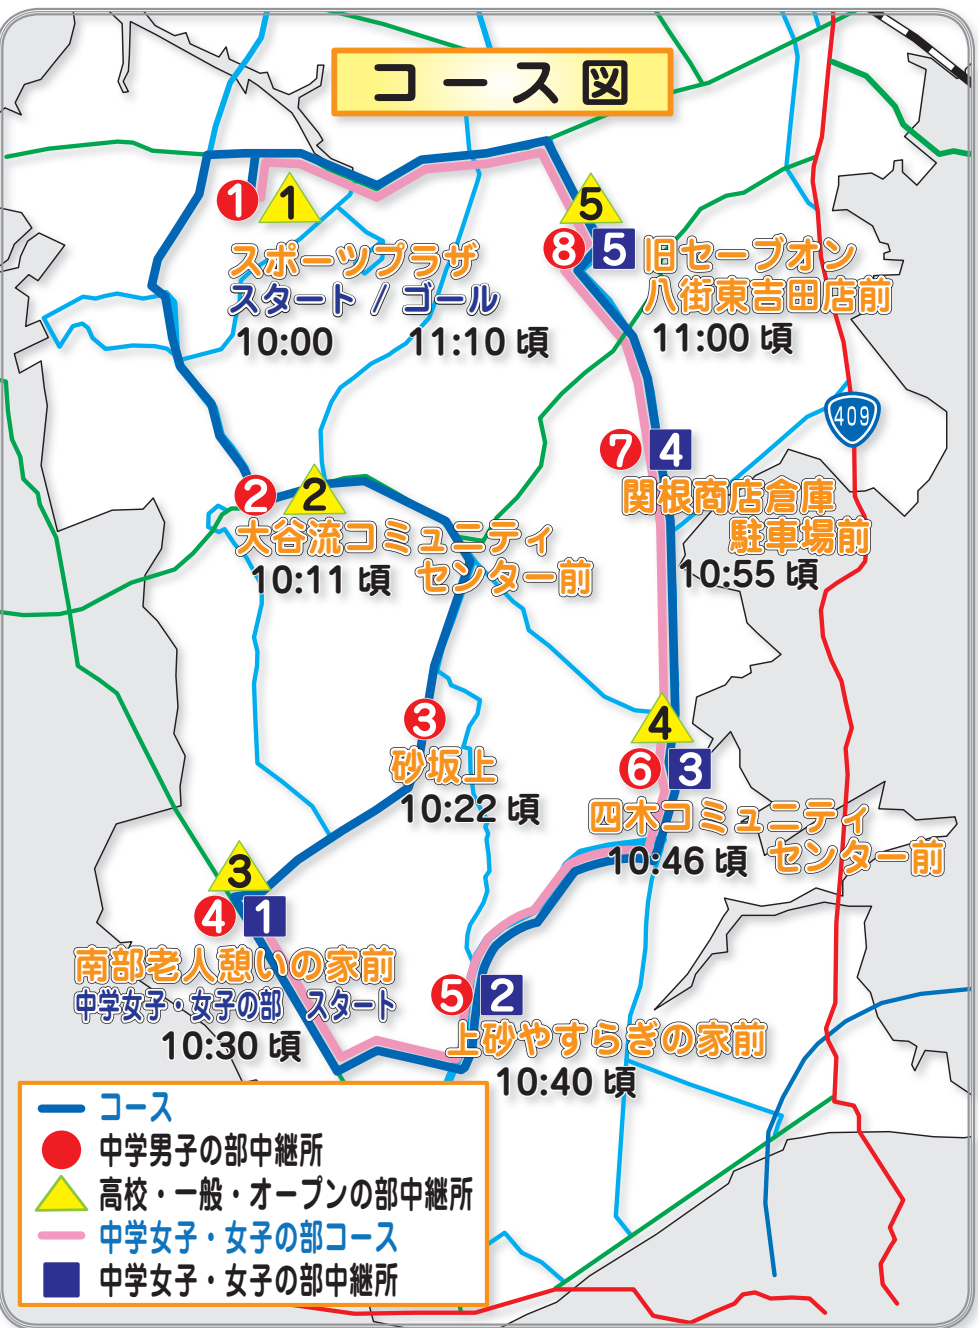 コース図
1 1
スポーツプラザ
スタート / ゴール
10:00 11:10 頃
5
8 5
旧セーブオン
八街東吉田店前
11:00 頃
409
7 4
関根商店倉庫
駐車場前
10:55 頃
2 2
大谷流コミュニティ
センター前
10:11 頃
3
砂坂上
10:22 頃
4
6 3
四木コミュニティ
センター前
10:46 頃
3
4 1
南部老人憩いの家前
中学女子・女子の部 スタート
10:30 頃
5 2
上砂やすらぎの家前
10:40 頃
コース
中学男子の部中継所
高校・一般・オープンの部中継所
中学女子・女子の部コース
中学女子・女子の部中継所